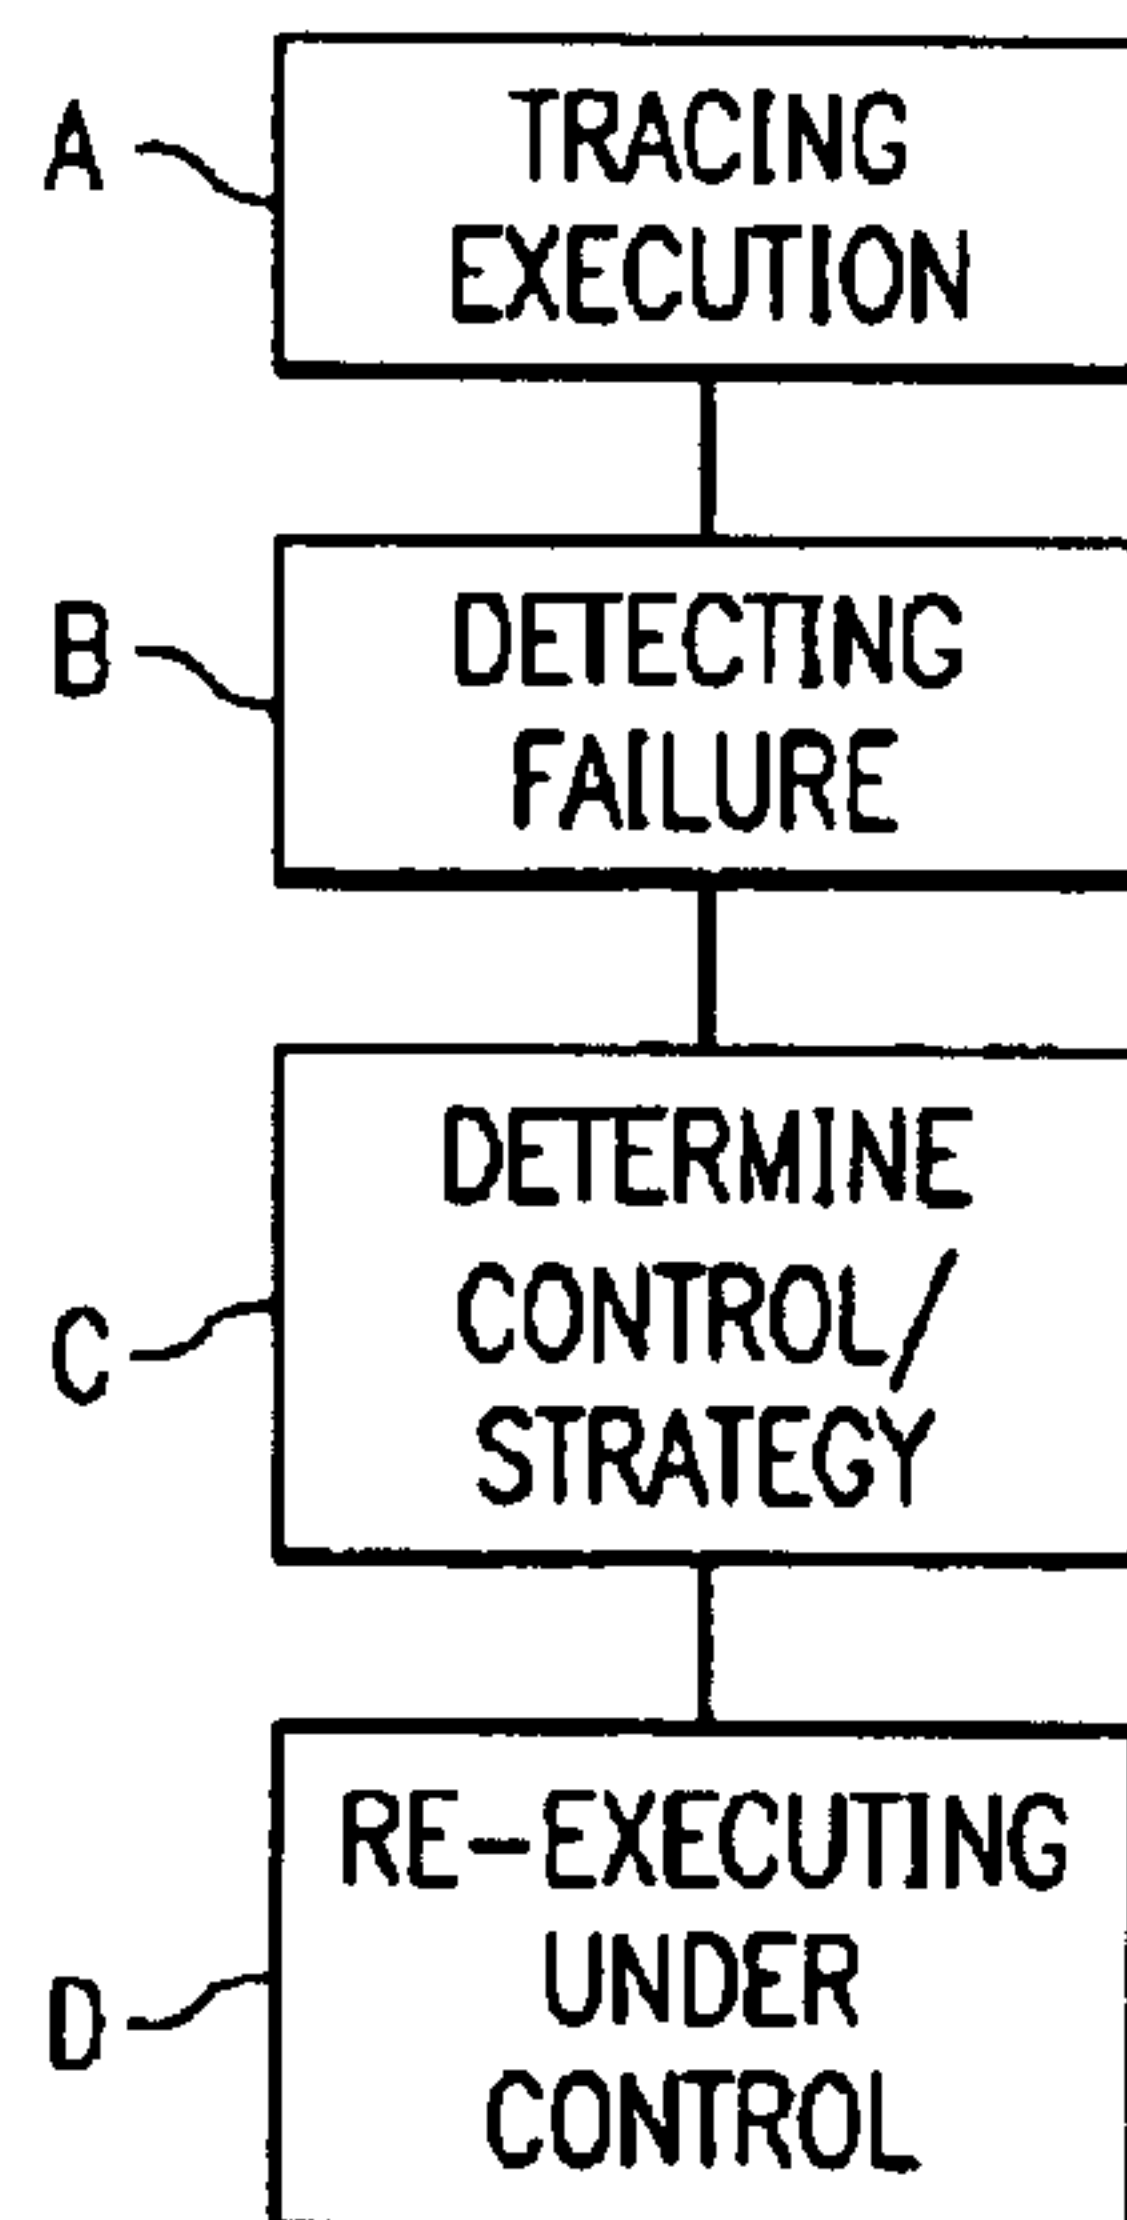 A
TRACING
EXECUTION
B
DETECTING
FAILURE
C
DETERMINE
CONTROL/
STRATEGY
D
RE-EXECUTING
UNDER
CONTROL